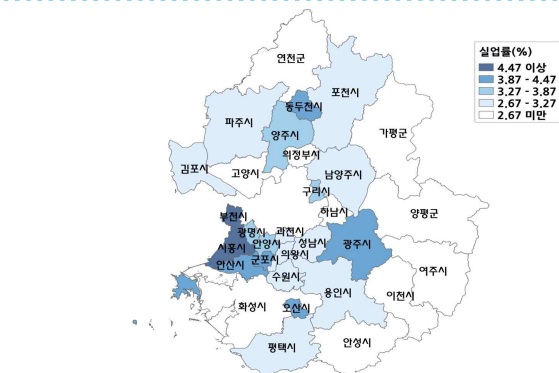 실업률(%)
4.47 이상
3.87 - 4.47
3.27 - 3.87
2.67 - 3.27
2.67 미만
연천군
포천시
동두천시
파주시
양주시
가평군
의정부시
김포시
고양시
남양주시
구리시
부천시
하남시
양평군
광명시
과천시
시흥시
안양시
성남시
광주시
안산시
군포시
의왕시
수원시
여주시
용인시
이천시
화성시
오산시
평택시
안성시